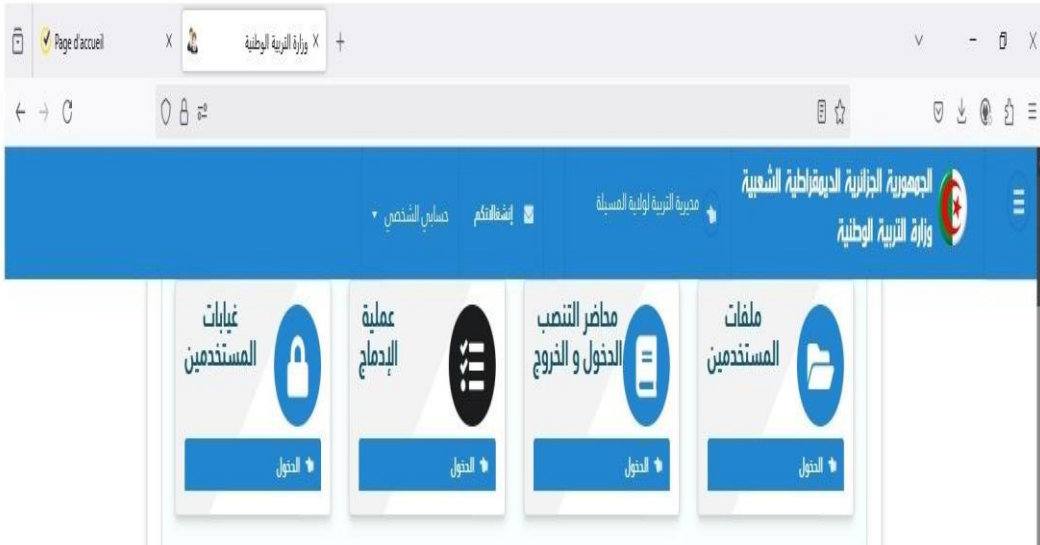 Page d'accueil
وزارة التربية الوطنية
الجمهورية الجزائرية الديمقراطية الشعبية
وزارة التربية الوطنية
مديرية التربية لولاية المسيلة
إنشغالاتكم
حسابي الشخصي
ملفات
المستخدمين
الدخول
محاضر التنصب
الدخول و الخروج
الدخول
عملية
الإدماج
الدخول
غيابات
المستخدمين
الدخول